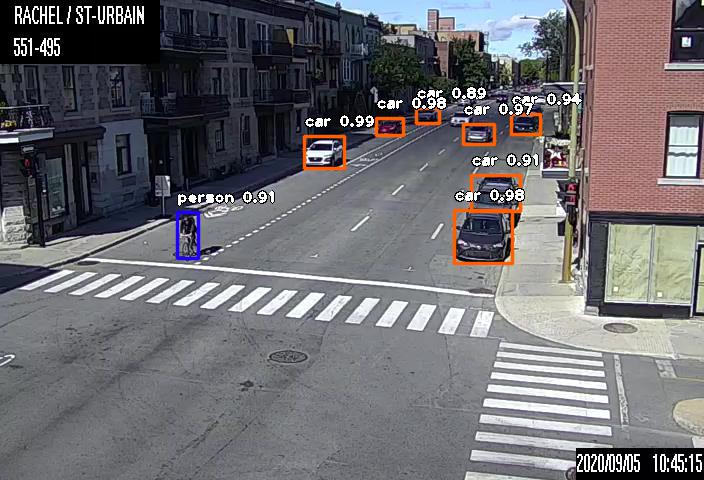 RACHEL / ST-URBAIN
551-495
car 0.89
car 0.98
car 0.94
car 0.97
car 0.99
car 0.91
car 0.98
person 0.91
2020/09/05 10:45:15